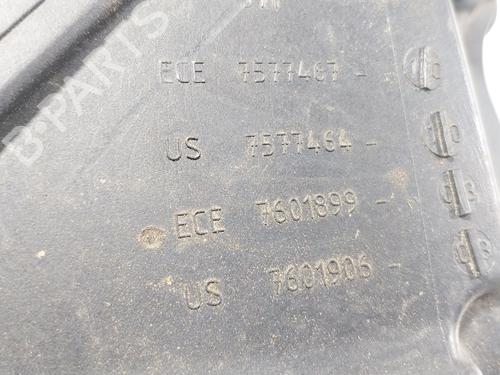 ECE 7577467 -
US 7577464 -
ECE 7601899 -
US 7601906 -
B-PARTS